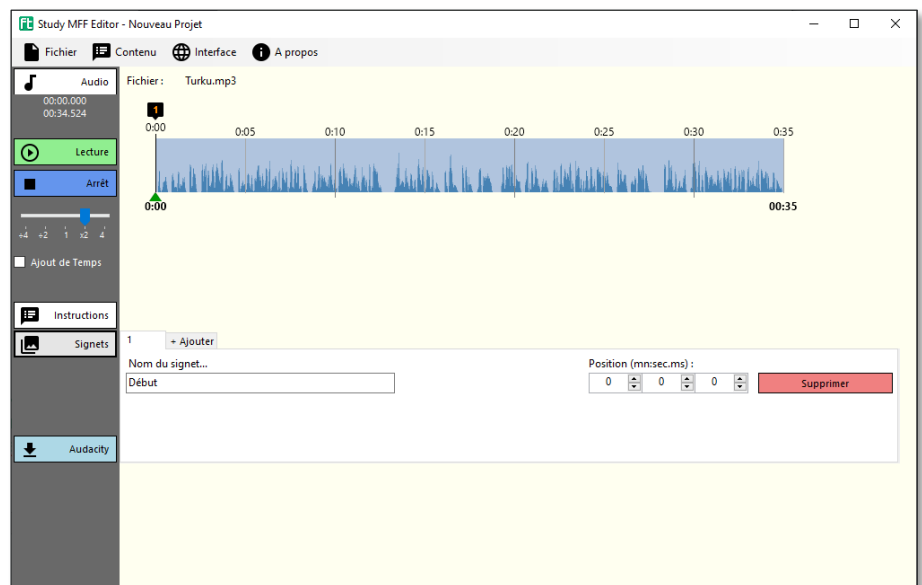 Study MFF Editor - Nouveau Projet
Fichier Contenu Interface A propos
Audio
00:00.000
00:34.524
Fichier : Turku.mp3
1
0:00 0:05 0:10 0:15 0:20 0:25 0:30 0:35
0:00 00:35
Lecture
Arrêt
÷4 ÷2 1 x2 4
Ajout de Temps
Instructions
Signets
1 + Ajouter
Nom du signet... Position (mn:sec.ms) :
Début 0 0 0 Supprimer
Audacity